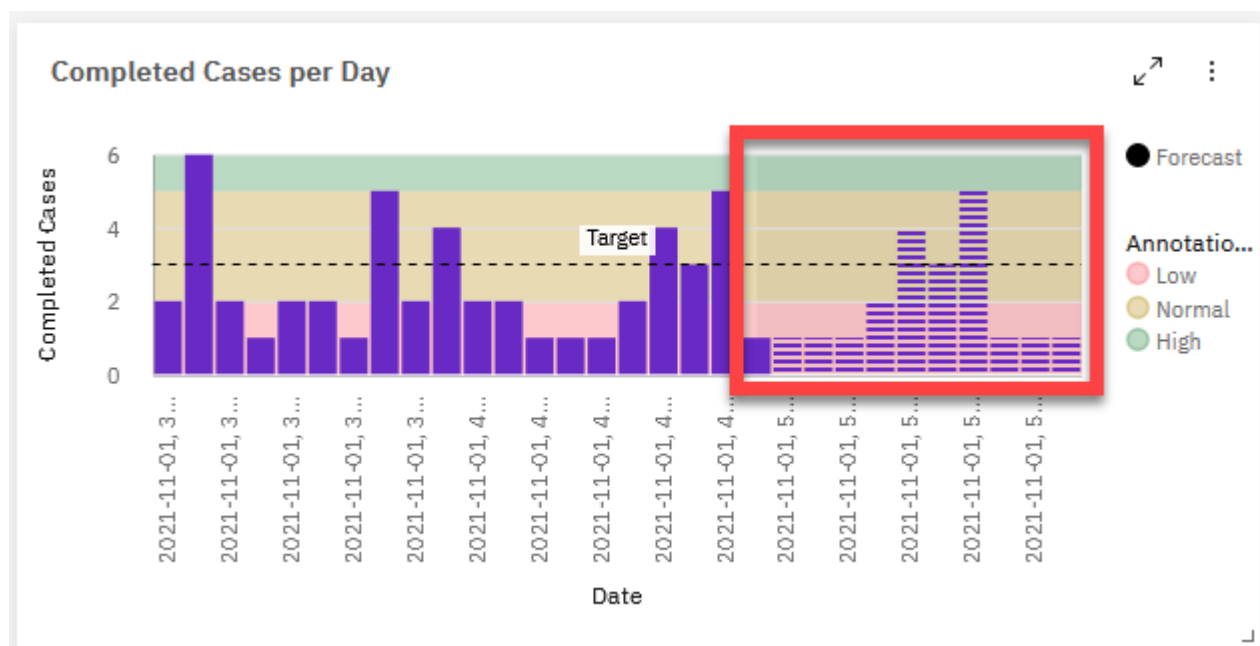 Completed Cases per Day
Completed Cases
6
4
2
0
Target
Forecast
Annotatio...
Low
Normal
High
2021-11-01, 3...
2021-11-01, 3...
2021-11-01, 3...
2021-11-01, 3...
2021-11-01, 3...
2021-11-01, 4...
2021-11-01, 4...
2021-11-01, 4...
2021-11-01, 4...
2021-11-01, 4...
2021-11-01, 5...
2021-11-01, 5...
2021-11-01, 5...
2021-11-01, 5...
2021-11-01, 5...
Date